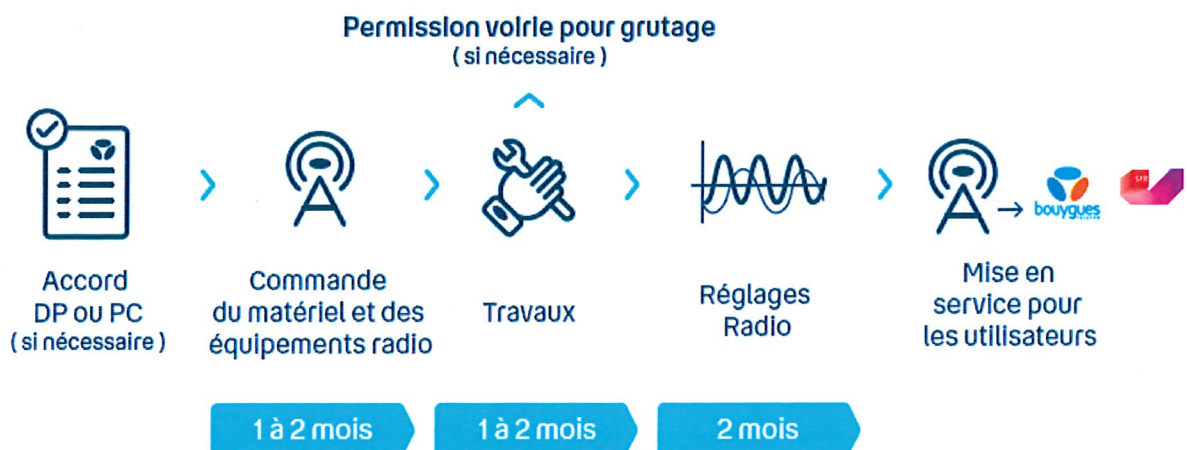 Permission voirie pour grutage
( si nécessaire )
Accord
DP ou PC
( si nécessaire )
Commande
du matériel et des
équipements radio
Travaux
Réglages
Radio
bouygues
SFR
Mise en
service pour
les utilisateurs
1 à 2 mois
1 à 2 mois
2 mois